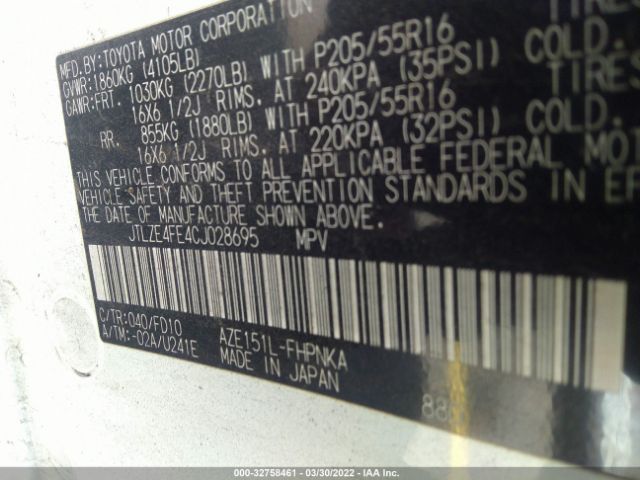 MFD.BY:TOYOTA MOTOR CORPORATION
GVWR:1860KG (4105LB)
GAWR:FRT. 1030KG (2270LB) WITH P205/55R16 TIRES
16X6 1/2J RIMS, AT 240KPA (35PSI) COLD.
RR. 855KG (1880LB) WITH P205/55R16 TIRES
16X6 1/2J RIMS, AT 220KPA (32PSI) COLD.
THIS VEHICLE CONFORMS TO ALL APPLICABLE FEDERAL
VEHICLE SAFETY AND THEFT PREVENTION STANDARDS IN
THE DATE OF MANUFACTURE SHOWN ABOVE.
JTLZE4FE4CJ028695 MPV
C/TR:040/FD10 AZE151L-FHPNKA
A/TM:-02A/U241E MADE IN JAPAN
000-32758461 - 03/30/2022 - IAA Inc.